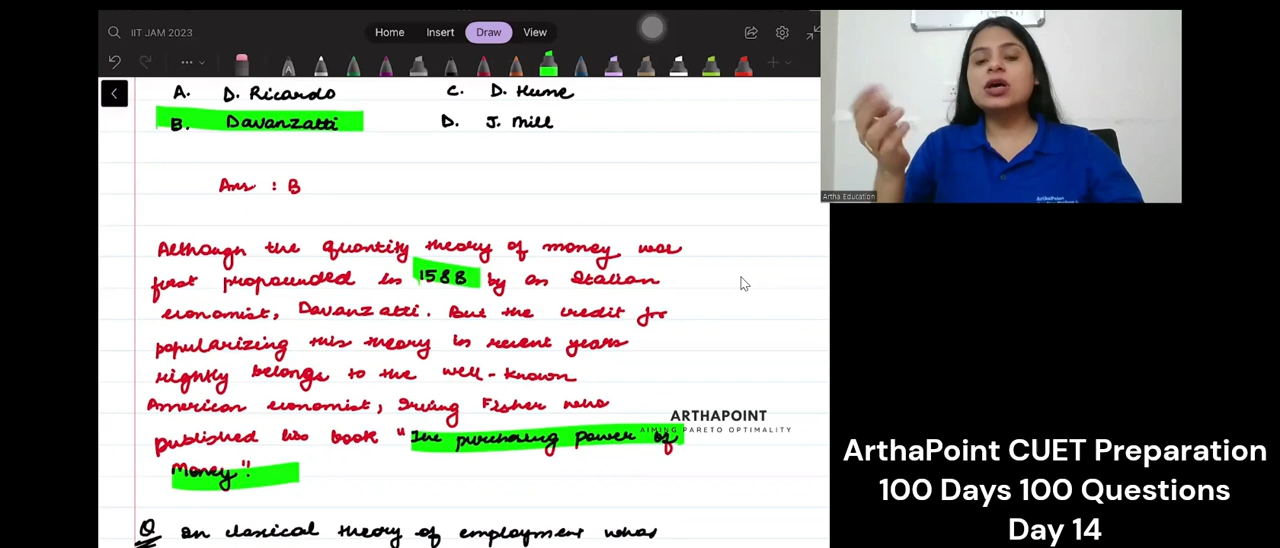 IIT JAM 2023
Home Insert Draw View
A. D. Ricardo C. D. Hume
B. Davanzatti D. J. Mill
Ans : B
Although the quantity theory of money was
first propounded in 1588 by an Italian
economist, Davanzatti. But the credit for
popularizing this theory in recent years
rightly belongs to the well-known
American economist, Irving Fisher who
published his book "The purchasing power of
Money".
Q In classical theory of employment what
ARTHAPOINT
AIMING PARETO OPTIMALITY
Artha Education
ArthaPoint
ArthaPoint CUET Preparation
100 Days 100 Questions
Day 14